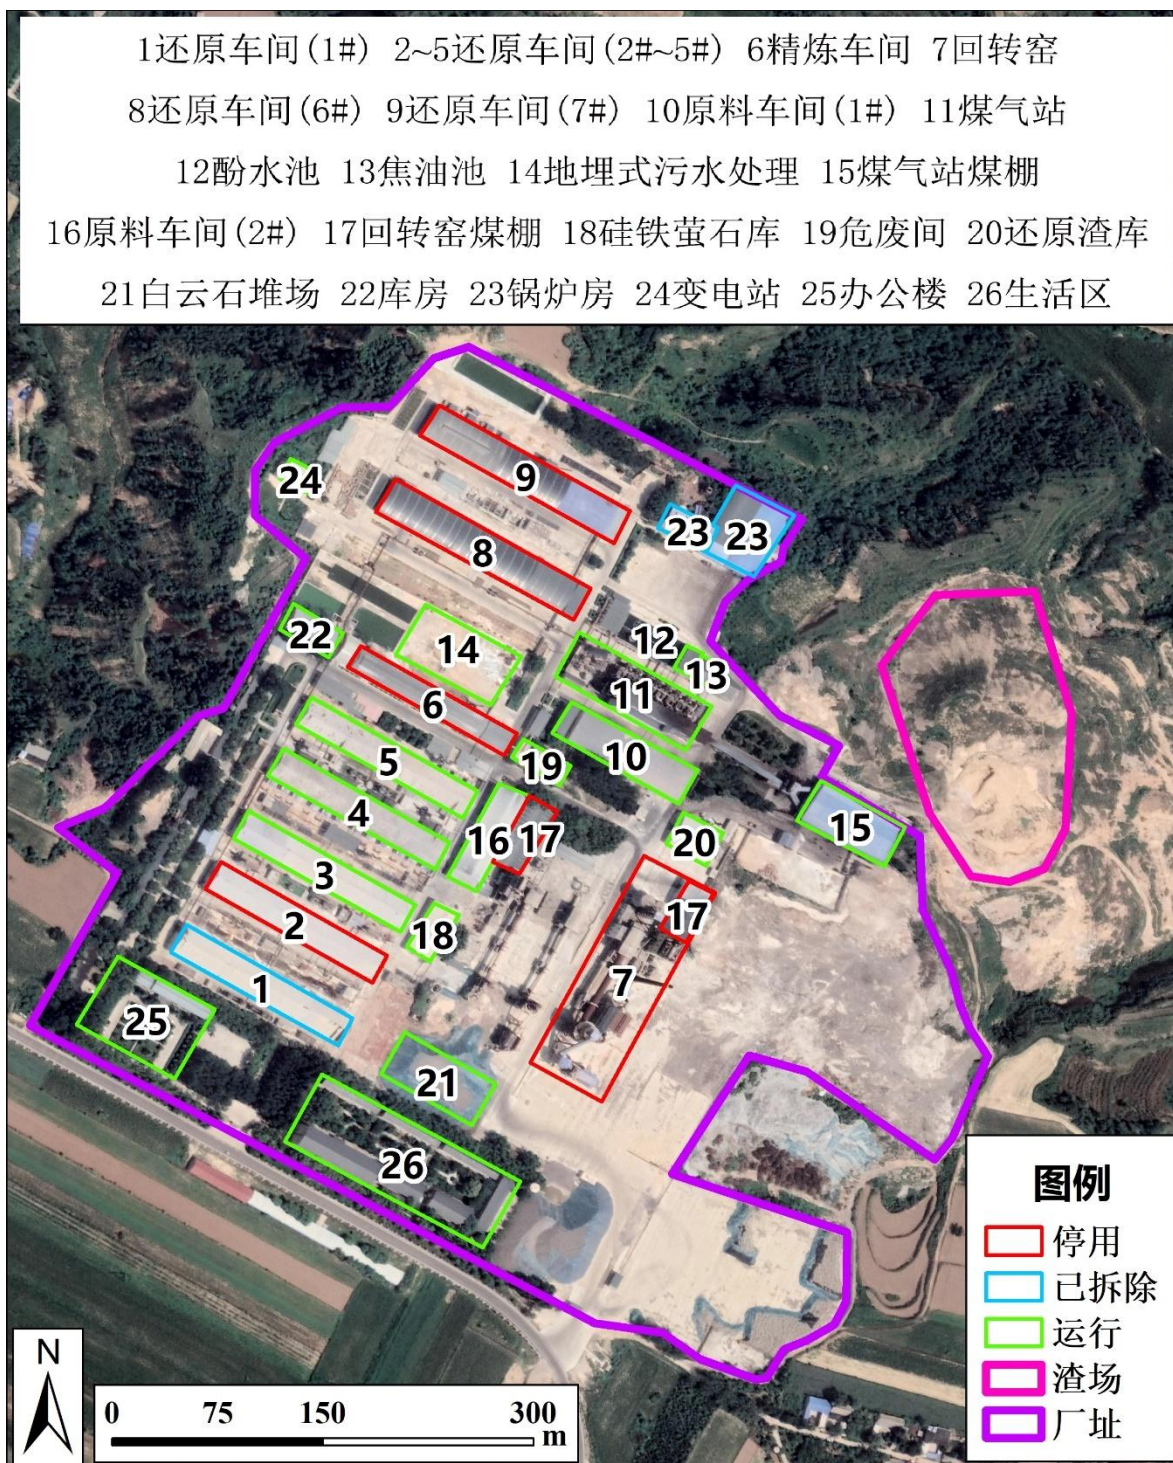 1还原车间(1#) 2~5还原车间(2#~5#) 6精炼车间 7回转窑
8还原车间(6#) 9还原车间(7#) 10原料车间(1#) 11煤气站
12酚水池 13焦油池 14地埋式污水处理 15煤气站煤棚
16原料车间(2#) 17回转窑煤棚 18硅铁萤石库 19危废间 20还原渣库
21白云石堆场 22库房 23锅炉房 24变电站 25办公楼 26生活区
9
24
23
23
8
22
14
12
13
11
6
10
5
19
4
16
17
15
20
3
17
18
2
7
1
25
21
26
图例
停用
已拆除
运行
渣场
厂址
N
0 75 150 300
m